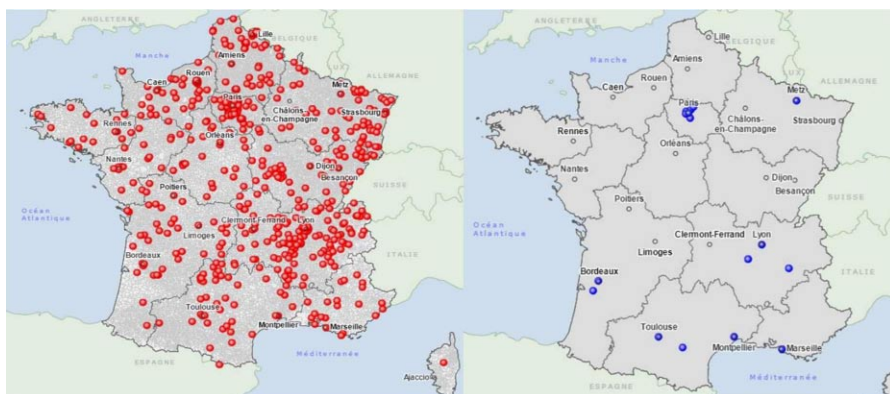 ANGLETERRE
Lille
BELGIQUE
Manche
Amiens
LUX
Rouen
Caen
Metz
ALLEMAGNE
Paris
Châlons
en-Champagne
Strasbourg
Rennes
Orléans
Nantes
Dijon
Besançon
SUISSE
Poitiers
Océan
Atlantique
Clermont-Ferrand
Lyon
Limoges
ITALIE
Bordeaux
Toulouse
Montpellier
Marseille
ESPAGNE
Méditerranée
Ajaccio
ANGLETERRE
Lille
BELGIQUE
Manche
Amiens
LUX
Rouen
Caen
Metz
ALLEMAGNE
Paris
Châlons
en-Champagne
Strasbourg
Rennes
Orléans
Nantes
Dijon
Besançon
SUISSE
Poitiers
Océan
Atlantique
Clermont-Ferrand
Lyon
Limoges
ITALIE
Bordeaux
Toulouse
Montpellier
Marseille
Méditerranée
ESPAGNE